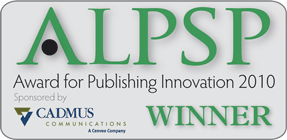 ALPSP
Award for Publishing Innovation 2010
Sponsored by
CADMUS
COMMUNICATIONS
A Cenveo Company
WINNER